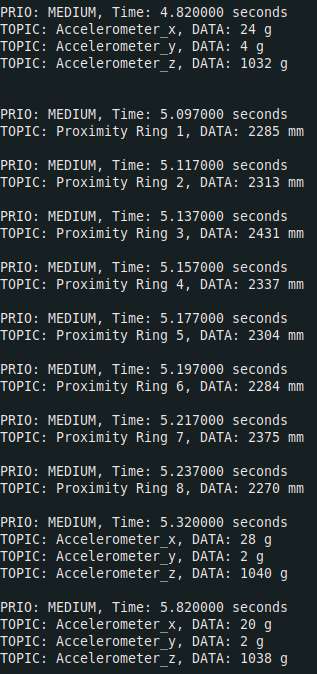 PRIO: MEDIUM, Time: 4.820000 seconds
TOPIC: Accelerometer_x, DATA: 24 g
TOPIC: Accelerometer_y, DATA: 4 g
TOPIC: Accelerometer_z, DATA: 1032 g
PRIO: MEDIUM, Time: 5.097000 seconds
TOPIC: Proximity Ring 1, DATA: 2285 mm
PRIO: MEDIUM, Time: 5.117000 seconds
TOPIC: Proximity Ring 2, DATA: 2313 mm
PRIO: MEDIUM, Time: 5.137000 seconds
TOPIC: Proximity Ring 3, DATA: 2431 mm
PRIO: MEDIUM, Time: 5.157000 seconds
TOPIC: Proximity Ring 4, DATA: 2337 mm
PRIO: MEDIUM, Time: 5.177000 seconds
TOPIC: Proximity Ring 5, DATA: 2304 mm
PRIO: MEDIUM, Time: 5.197000 seconds
TOPIC: Proximity Ring 6, DATA: 2284 mm
PRIO: MEDIUM, Time: 5.217000 seconds
TOPIC: Proximity Ring 7, DATA: 2375 mm
PRIO: MEDIUM, Time: 5.237000 seconds
TOPIC: Proximity Ring 8, DATA: 2270 mm
PRIO: MEDIUM, Time: 5.320000 seconds
TOPIC: Accelerometer_x, DATA: 28 g
TOPIC: Accelerometer_y, DATA: 2 g
TOPIC: Accelerometer_z, DATA: 1040 g
PRIO: MEDIUM, Time: 5.820000 seconds
TOPIC: Accelerometer_x, DATA: 20 g
TOPIC: Accelerometer_y, DATA: 2 g
TOPIC: Accelerometer_z, DATA: 1038 g